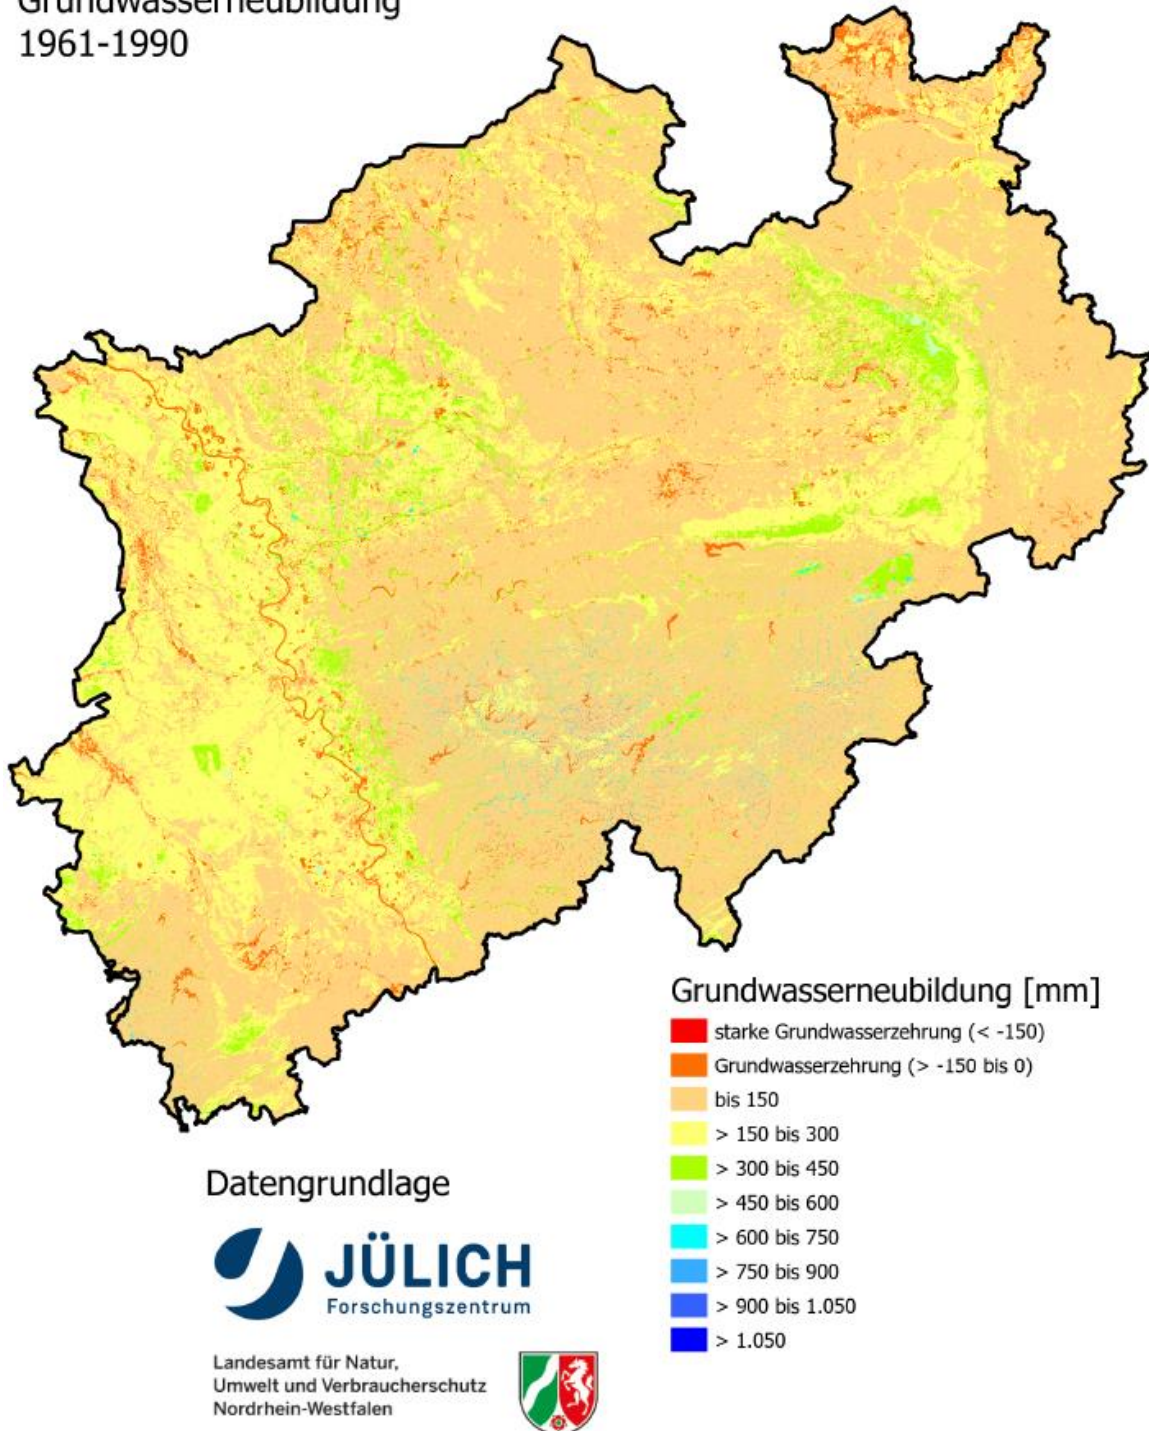 Grundwasserneubildung
1961-1990
Grundwasserneubildung [mm]
starke Grundwasserzehrung (< -150)
Grundwasserzehrung (> -150 bis 0)
bis 150
> 150 bis 300
> 300 bis 450
> 450 bis 600
> 600 bis 750
> 750 bis 900
> 900 bis 1.050
> 1.050
Datengrundlage
JÜLICH
Forschungszentrum
Landesamt für Natur,
Umwelt und Verbraucherschutz
Nordrhein-Westfalen